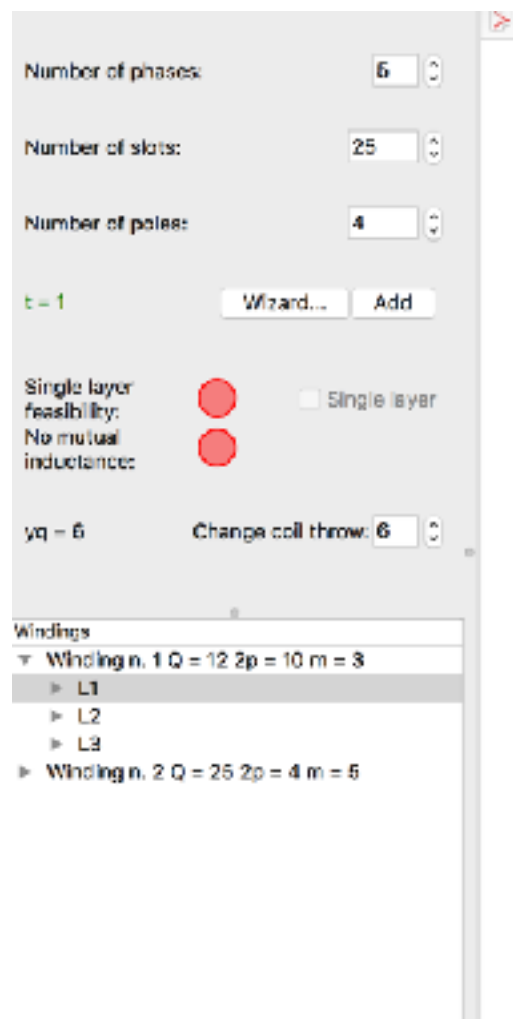 Number of phases: 5
Number of slots: 25
Number of poles: 4
t = 1 Wizard... Add
Single layer
feasibility:
Single layer
No mutual
inductance:
yq = 6 Change coil throw: 6
Windings
Winding n. 1 Q = 12 2p = 10 m = 3
L1
L2
L3
Winding n. 2 Q = 25 2p = 4 m = 5